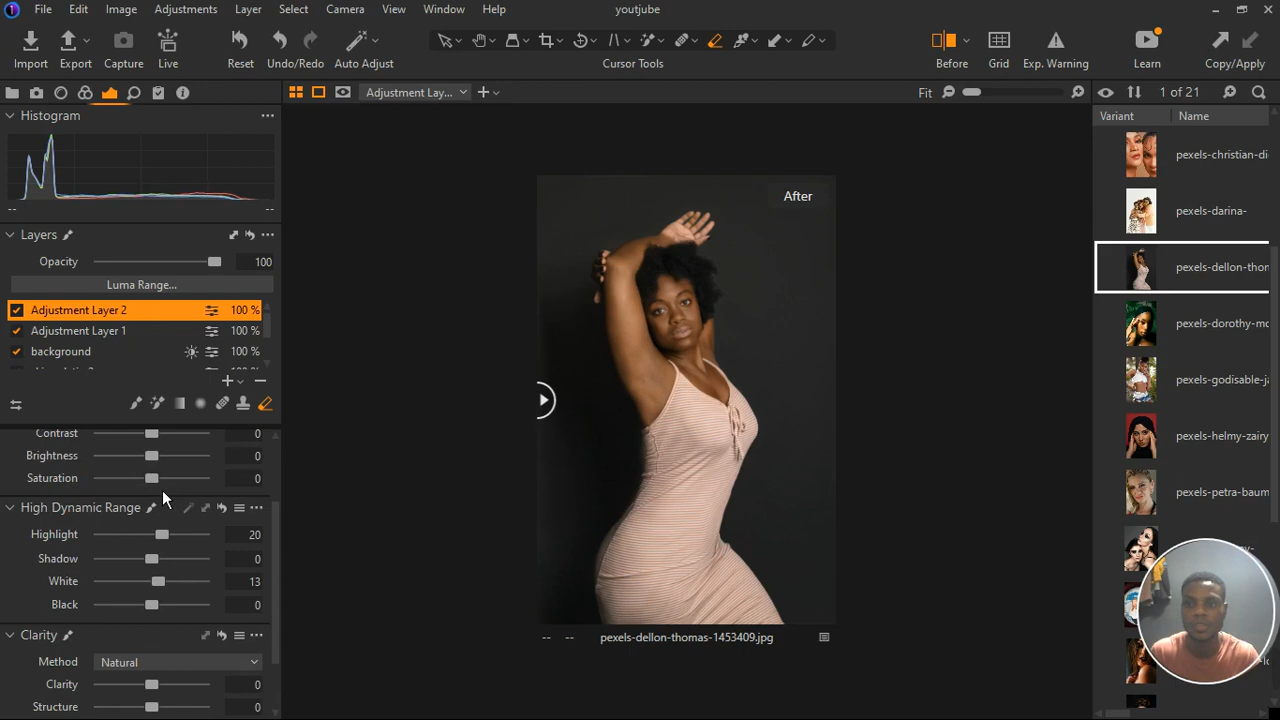 File Edit Image Adjustments Layer Select Camera View Window Help youtjube
Import Export Capture Live Reset Undo/Redo Auto Adjust Cursor Tools Before Grid Exp. Warning Learn Copy/Apply
Adjustment Lay... Fit 1 of 21
Histogram ...
Variant Name
-- --
Layers ...
Opacity 100
Luma Range...
Adjustment Layer 2 100 %
Adjustment Layer 1 100 %
background 100 %
Contrast 0
Brightness 0
Saturation 0
High Dynamic Range ...
Highlight 20
Shadow 0
White 13
Black 0
Clarity ...
Method Natural
Clarity 0
Structure 0
After
-- -- pexels-dellon-thomas-1453409.jpg
pexels-christian-di
pexels-darina-
pexels-dellon-thon
pexels-dorothy-mc
pexels-godisable-ja
pexels-helmy-zairy
pexels-petra-baum